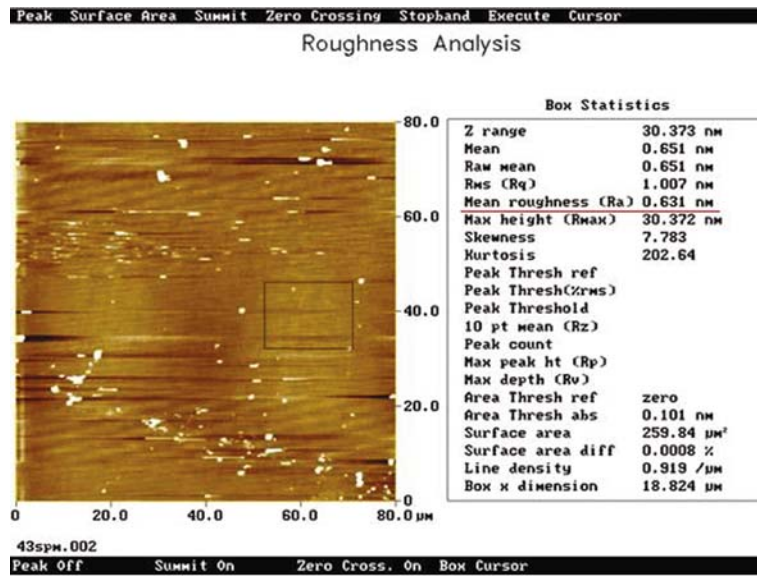 Peak Surface Area Summit Zero Crossing Stopband Execute Cursor
Roughness Analysis
Box Statistics
Z range 30.373 nm
Mean 0.651 nm
Raw mean 0.651 nm
Rms (Rq) 1.007 nm
Mean roughness (Ra) 0.631 nm
Max height (Rmax) 30.372 nm
Skewness 7.783
Kurtosis 202.64
Peak Thresh ref
Peak Thresh(%rms)
Peak Threshold
10 pt mean (Rz)
Peak count
Max peak ht (Rp)
Max depth (Rv)
Area Thresh ref zero
Area Thresh abs 0.101 nm
Surface area 259.84 µm²
Surface area diff 0.0008 %
Line density 0.919 /µm
Box x dimension 18.824 µm
80.0
60.0
40.0
20.0
0
0 20.0 40.0 60.0 80.0 µm
43spm.002
Peak Off Summit On Zero Cross. On Box Cursor